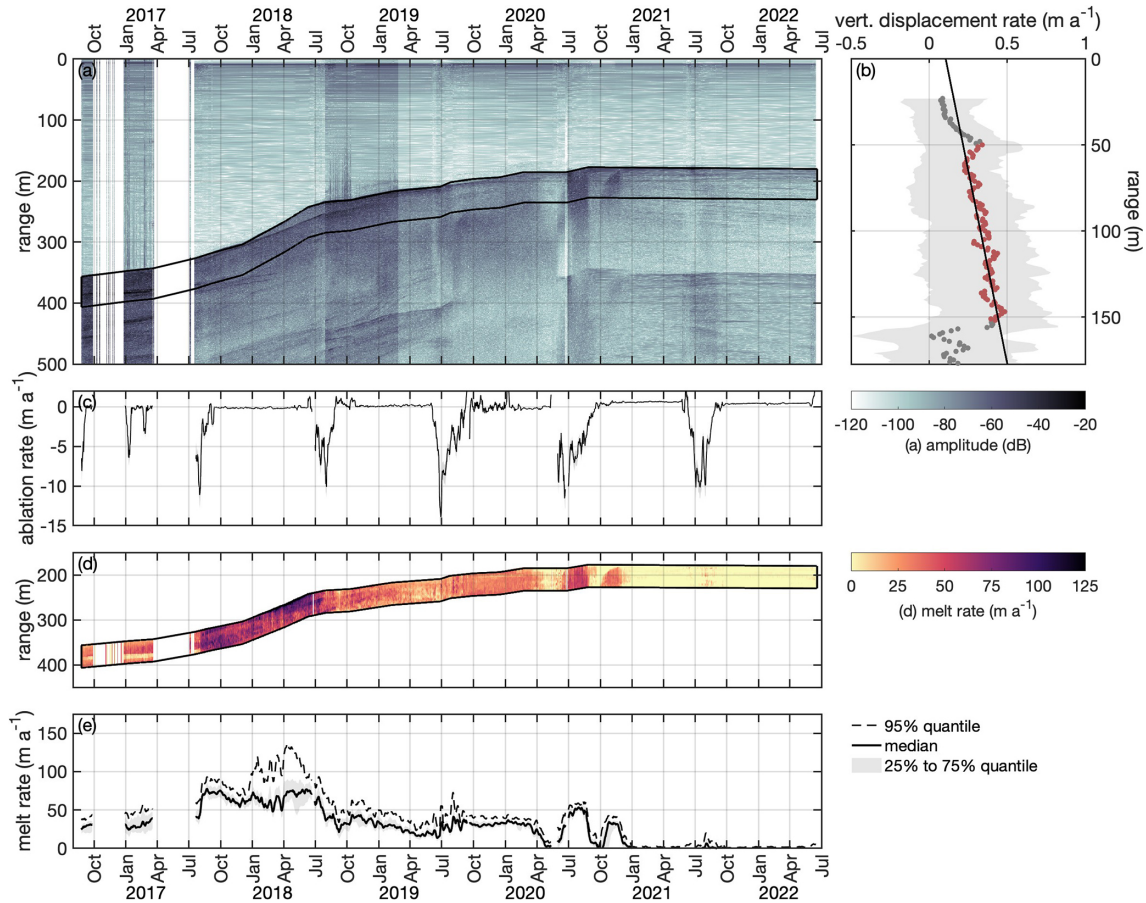 2017 2018 2019 2020 2021 2022
Oct Jan Apr Jul Oct Jan Apr Jul Oct Jan Apr Jul Oct Jan Apr Jul Oct Jan Apr Jul Oct Jan Apr Jul
vert. displacement rate (m a⁻¹)
-0.5 0 0.5 1
(a)
0
100
200
300
400
500
range (m)
(b)
0
50
100
150
range (m)
(c)
0
-5
-10
-15
ablation rate (m a⁻¹)
-120 -100 -80 -60 -40 -20
(a) amplitude (dB)
(d)
200
300
400
range (m)
0 25 50 75 100 125
(d) melt rate (m a⁻¹)
(e)
150
100
50
0
melt rate (m a⁻¹)
95% quantile
median
25% to 75% quantile
Oct Jan Apr Jul Oct Jan Apr Jul Oct Jan Apr Jul Oct Jan Apr Jul Oct Jan Apr Jul Oct Jan Apr Jul
2017 2018 2019 2020 2021 2022